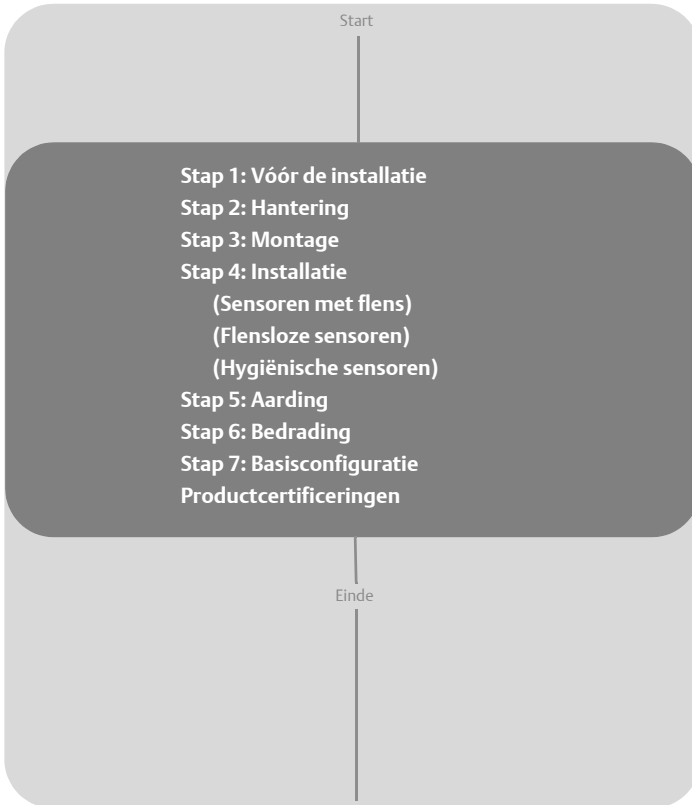 Start
Stap 1: Vóór de installatie
Stap 2: Hantering
Stap 3: Montage
Stap 4: Installatie
(Sensoren met flens)
(Flensloze sensoren)
(Hygiënische sensoren)
Stap 5: Aarding
Stap 6: Bedrading
Stap 7: Basisconfiguratie
Productcertificeringen
Einde